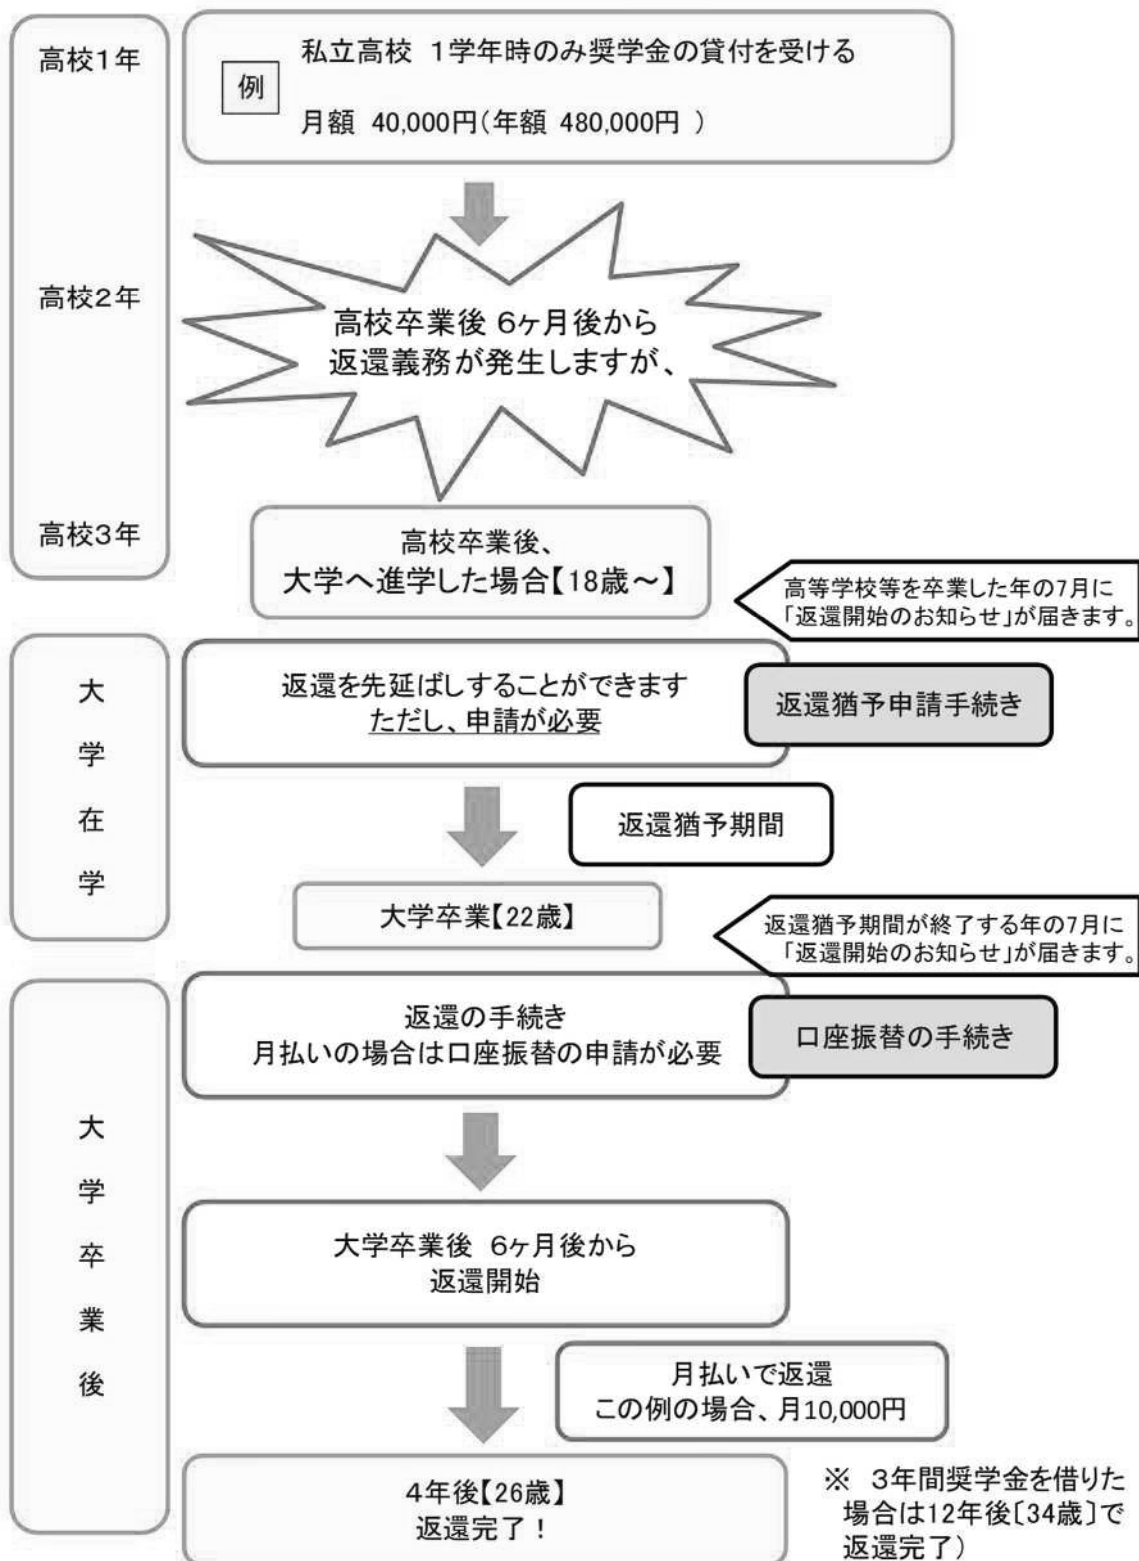 高校1年
例
私立高校 1学年時のみ奨学金の貸付を受ける
月額 40,000円(年額 480,000円 )
高校2年
高校卒業後 6ヶ月後から
返還義務が発生しますが、
高校3年
高校卒業後、
大学へ進学した場合【18歳~】
高等学校等を卒業した年の7月に
「返還開始のお知らせ」が届きます。
大学在学
返還を先延ばしすることができます
ただし、申請が必要
返還猶予申請手続き
返還猶予期間
大学卒業【22歳】
返還猶予期間が終了する年の7月に
「返還開始のお知らせ」が届きます。
大学卒業後
返還の手続き
月払いの場合は口座振替の申請が必要
口座振替の手続き
大学卒業後 6ヶ月後から
返還開始
月払いで返還
この例の場合、月10,000円
4年後【26歳】
返還完了！
※ 3年間奨学金を借りた
場合は12年後〔34歳〕で
返還完了）